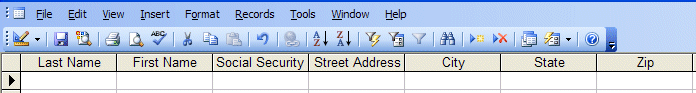 File Edit View Insert Format Records Tools Window Help
Last Name First Name Social Security Street Address City State Zip